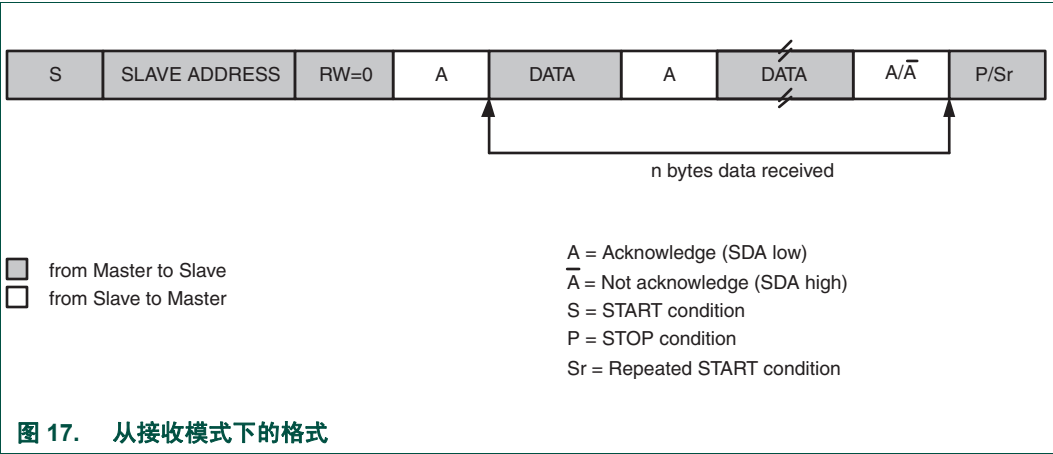 S SLAVE ADDRESS RW=0 A DATA A DATA A/A̅ P/Sr
n bytes data received
from Master to Slave
from Slave to Master
A = Acknowledge (SDA low)
A̅ = Not acknowledge (SDA high)
S = START condition
P = STOP condition
Sr = Repeated START condition
图 17. 从接收模式下的格式